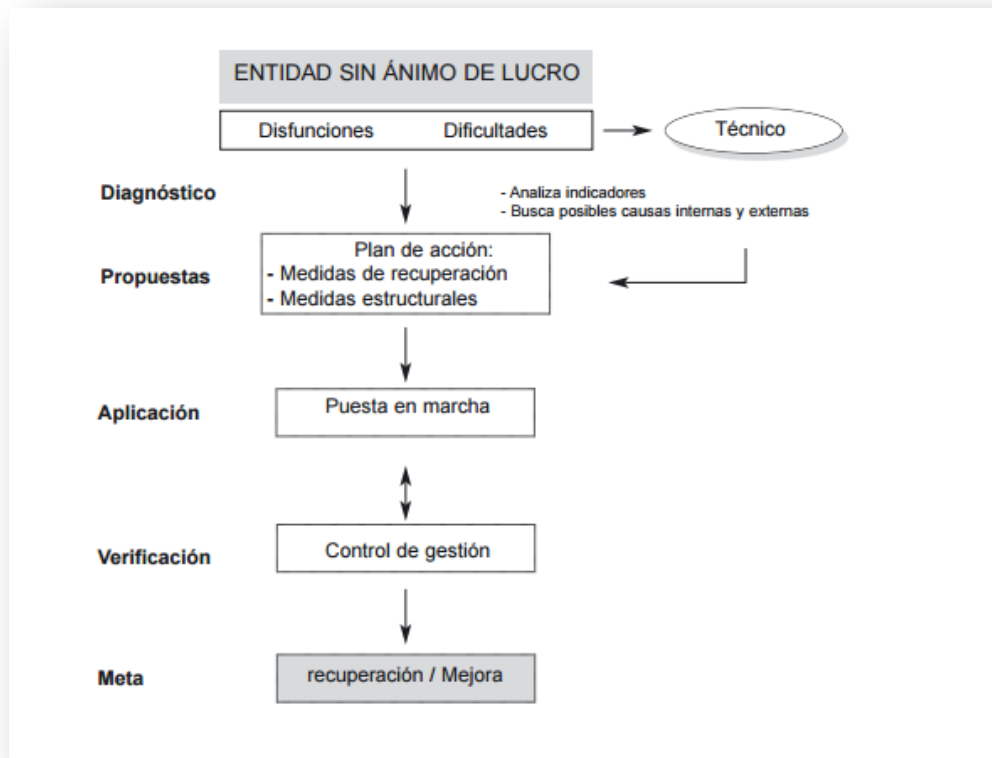 ENTIDAD SIN ÁNIMO DE LUCRO
Disfunciones Dificultades
Técnico
Diagnóstico
- Analiza indicadores
- Busca posibles causas internas y externas
Propuestas
Plan de acción:
- Medidas de recuperación
- Medidas estructurales
Aplicación
Puesta en marcha
Verificación
Control de gestión
Meta
recuperación / Mejora